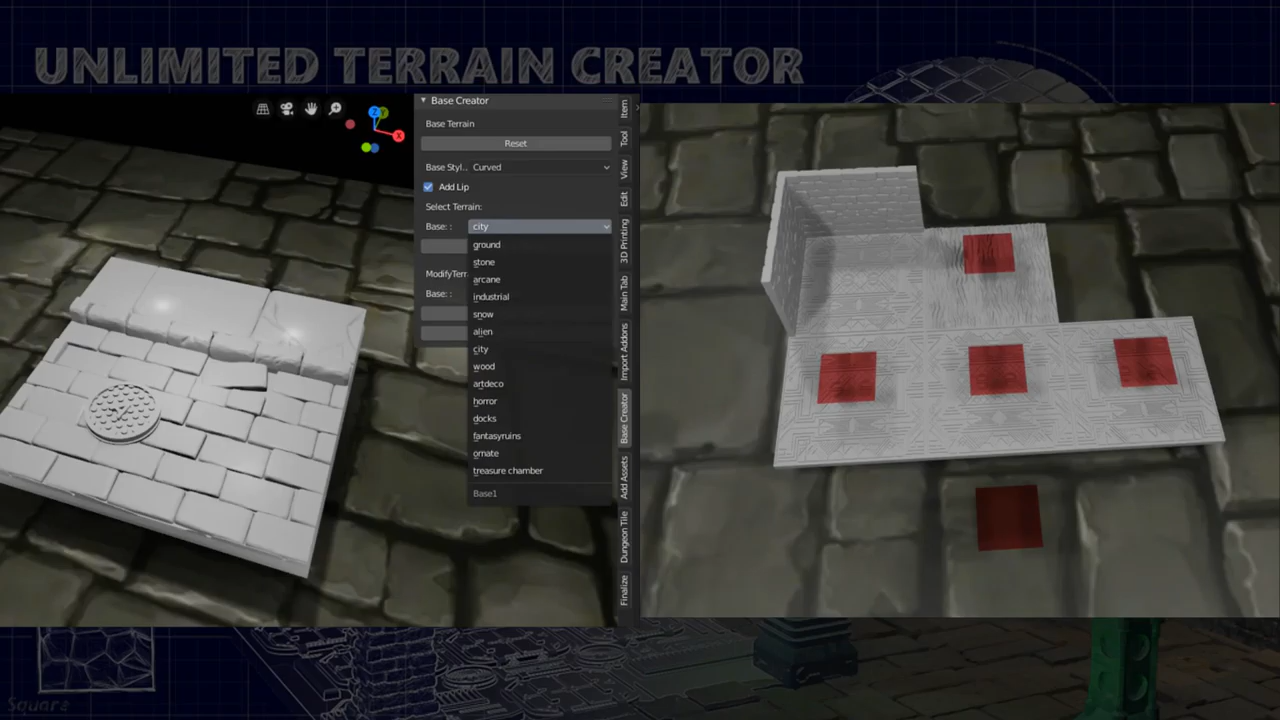 UNLIMITED TERRAIN CREATOR
Base Creator
Base Terrain
Reset
Base Styl.. Curved
Add Lip
Select Terrain:
Base: : city
ground
stone
arcane
industrial
snow
alien
city
wood
artdeco
horror
docks
fantasyruins
ornate
treasure chamber
Base1
ModifyTerr
Base: :
Item
Tool
View
Edit
3D Printing
Main Tab
Import Addons
Base Creator
Add Assets
Dungeon Tile
Finalize
Z
Y
X
Square